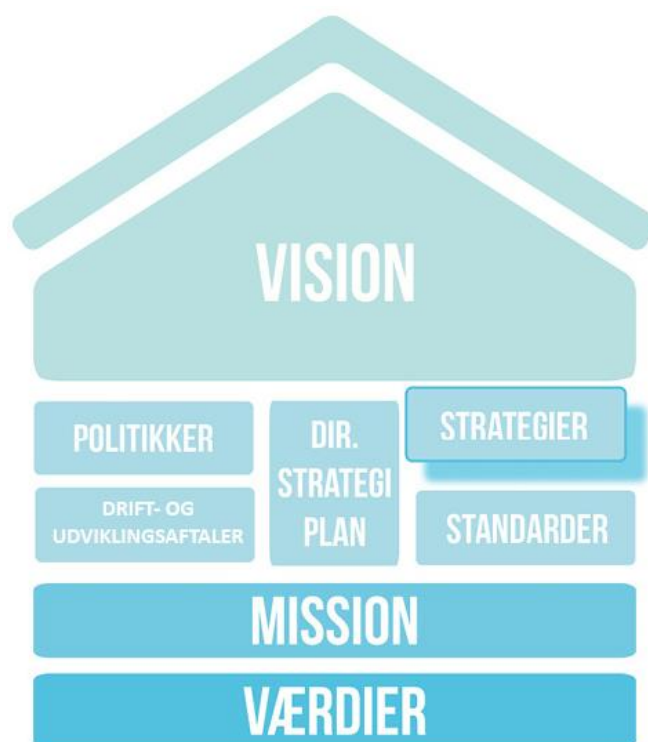 VISION
POLITIKKER
DIR.
STRATEGI
PLAN
STRATEGIER
DRIFT- OG
UDVIKLINGSAFTALER
STANDARDER
MISSION
VÆRDIER